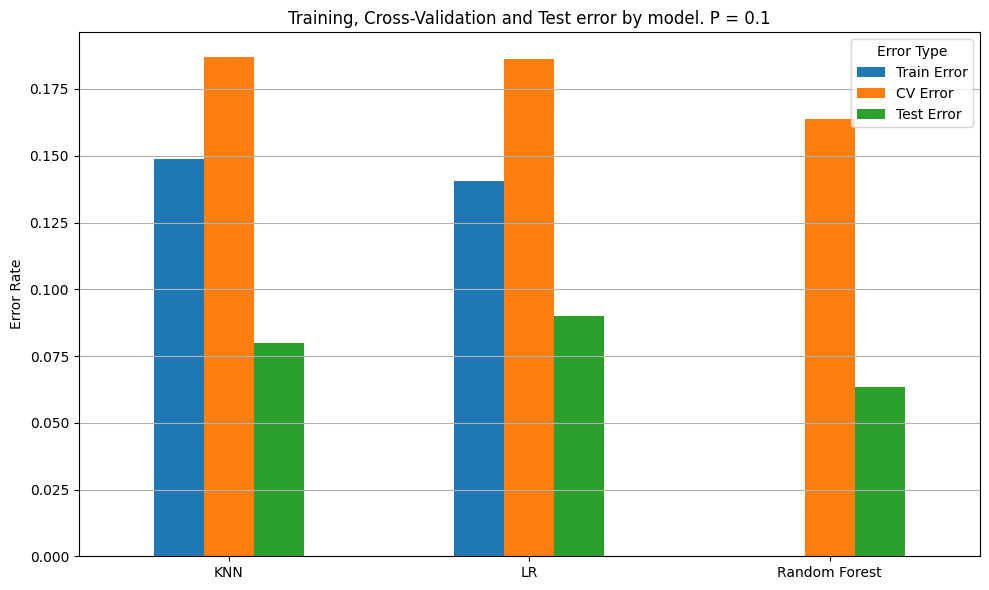 Training, Cross-Validation and Test error by model. P = 0.1
Error Type
Train Error
CV Error
Test Error
Error Rate
0.175
0.150
0.125
0.100
0.075
0.050
0.025
0.000
KNN
LR
Random Forest